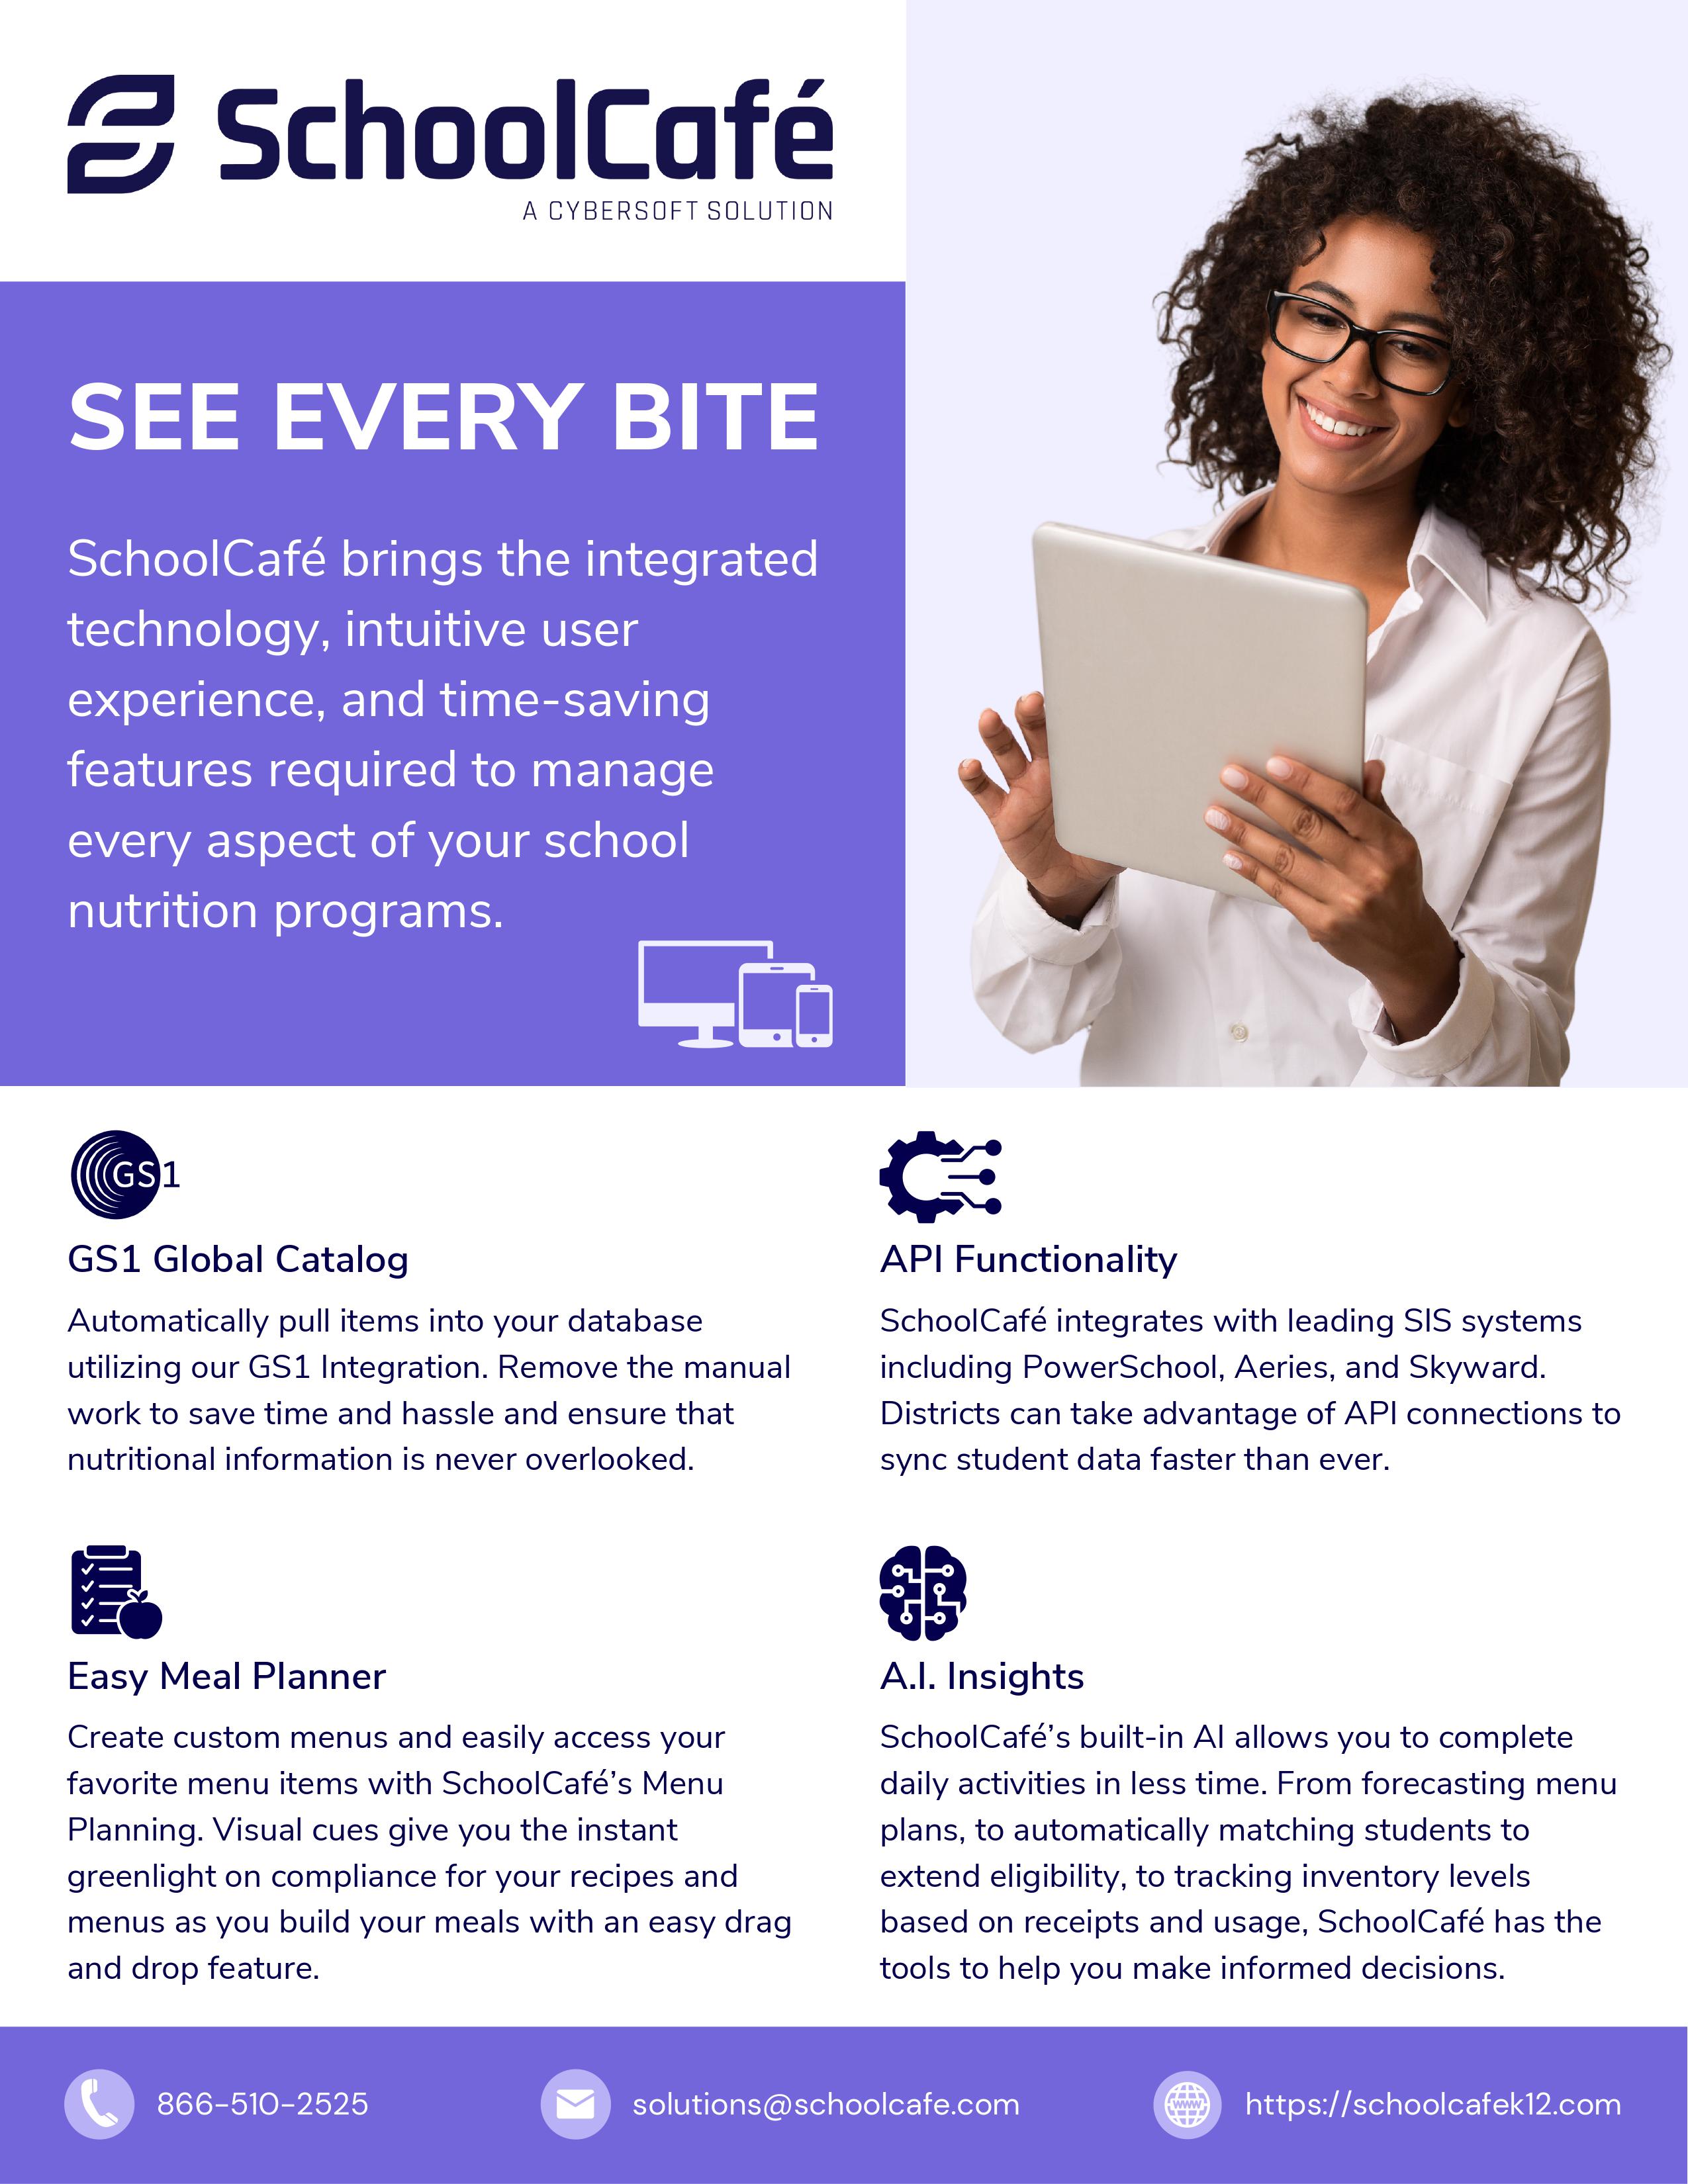 SchoolCafé
A CYBERSOFT SOLUTION
SEE EVERY BITE
SchoolCafé brings the integrated
technology, intuitive user
experience, and time-saving
features required to manage
every aspect of your school
nutrition programs.
GS1
GS1 Global Catalog
Automatically pull items into your database
utilizing our GS1 Integration. Remove the manual
work to save time and hassle and ensure that
nutritional information is never overlooked.
API Functionality
SchoolCafé integrates with leading SIS systems
including PowerSchool, Aeries, and Skyward.
Districts can take advantage of API connections to
sync student data faster than ever.
Easy Meal Planner
Create custom menus and easily access your
favorite menu items with SchoolCafé’s Menu
Planning. Visual cues give you the instant
greenlight on compliance for your recipes and
menus as you build your meals with an easy drag
and drop feature.
A.I. Insights
SchoolCafé’s built-in AI allows you to complete
daily activities in less time. From forecasting menu
plans, to automatically matching students to
extend eligibility, to tracking inventory levels
based on receipts and usage, SchoolCafé has the
tools to help you make informed decisions.
866-510-2525
solutions@schoolcafe.com
www
https://schoolcafek12.com